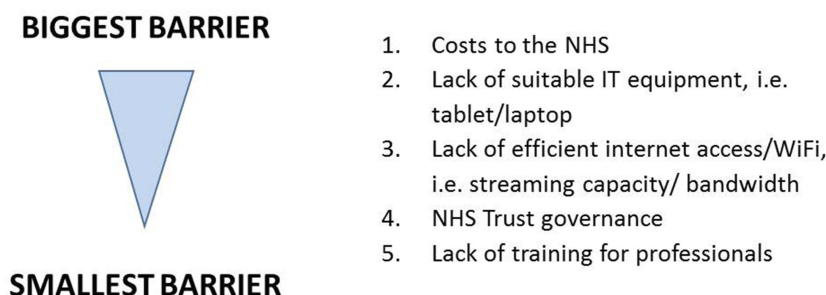 BIGGEST BARRIER
1. Costs to the NHS
2. Lack of suitable IT equipment, i.e.
tablet/laptop
3. Lack of efficient internet access/WiFi,
i.e. streaming capacity/ bandwidth
4. NHS Trust governance
5. Lack of training for professionals
SMALLEST BARRIER